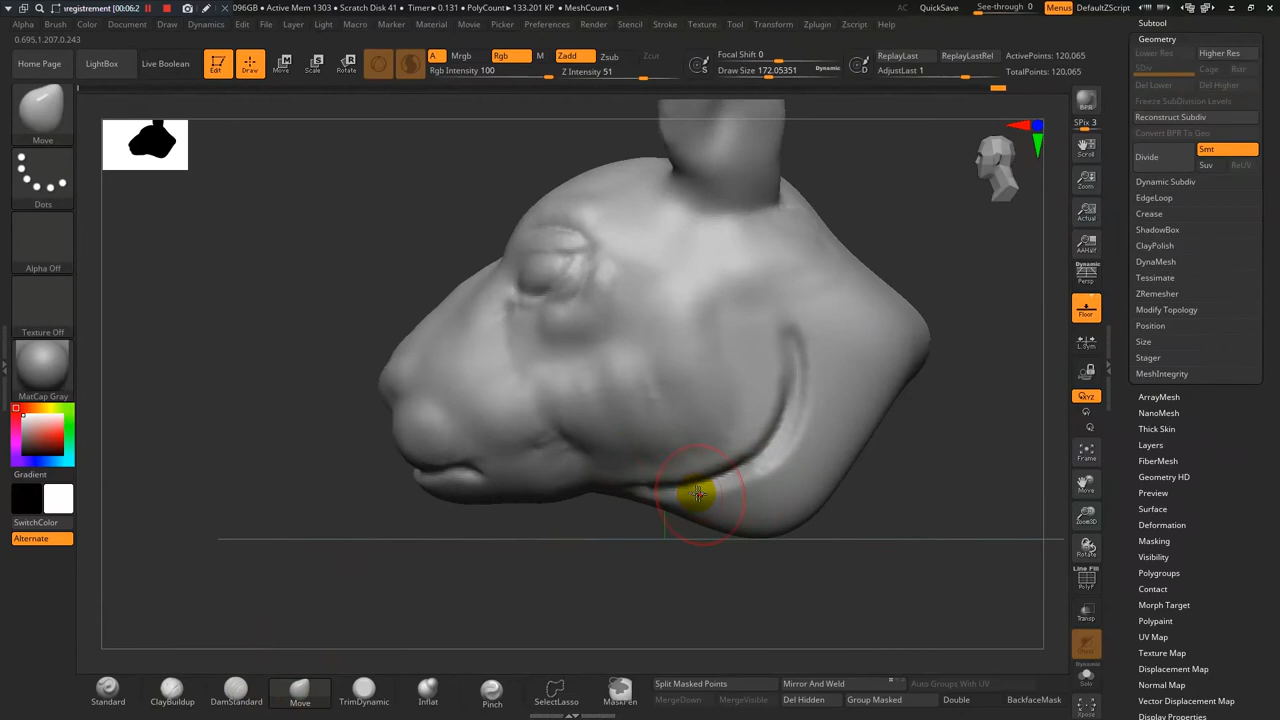 nregistrement [00:06:2
096GB • Active Mem 1303 • Scratch Disk 41 • Timer▸0.131 • PolyCount▸133.201 KP • MeshCount▸1
AC QuickSave See-through 0 Menus DefaultZScript
Alpha Brush Color Document Draw Dynamics Edit File Layer Light Macro Marker Material Movie Picker Preferences Render Stencil Stroke Texture Tool Transform Zplugin Zscript Help
0.695,1.207,0.243
Home Page LightBox Live Boolean Edit Draw Move Scale Rotate
A Mrgb Rgb M Zadd Zsub Zcut
Rgb Intensity 100 Z Intensity 51
S Focal Shift 0
Draw Size 172.05351 Dynamic
D ReplayLast ReplayLastRel
AdjustLast 1
ActivePoints: 120,065
TotalPoints: 120,065
Move
Dots
Alpha Off
Texture Off
MatCap Gray
Gradient
SwitchColor
Alternate
BPR
SPix 3
Scroll
Zoom
Actual
AAHalf
Dynamic
Persp
Floor
L.Sym
XYZ
Frame
Move
Zoom3D
Rotate
Line Fill
PolyF
Transp
Ghost
Dynamic
Solo
Xpose
Subtool
Geometry
Lower Res Higher Res
SDiv Cage Rstr
Del Lower Del Higher
Freeze SubDivision Levels
Reconstruct Subdiv
Convert BPR To Geo
Divide Smt
Suv ReUV
Dynamic Subdiv
EdgeLoop
Crease
ShadowBox
ClayPolish
DynaMesh
Tessimate
ZRemesher
Modify Topology
Position
Size
Stager
MeshIntegrity
ArrayMesh
NanoMesh
Thick Skin
Layers
FiberMesh
Geometry HD
Preview
Surface
Deformation
Masking
Visibility
Polygroups
Contact
Morph Target
Polypaint
UV Map
Texture Map
Displacement Map
Normal Map
Vector Displacement Map
Display Properties
Standard ClayBuildup DamStandard Move TrimDynamic Inflat Pinch SelectLasso MaskPen
Split Masked Points Mirror And Weld Auto Groups With UV
MergeDown MergeVisible Del Hidden Group Masked Double BackfaceMask